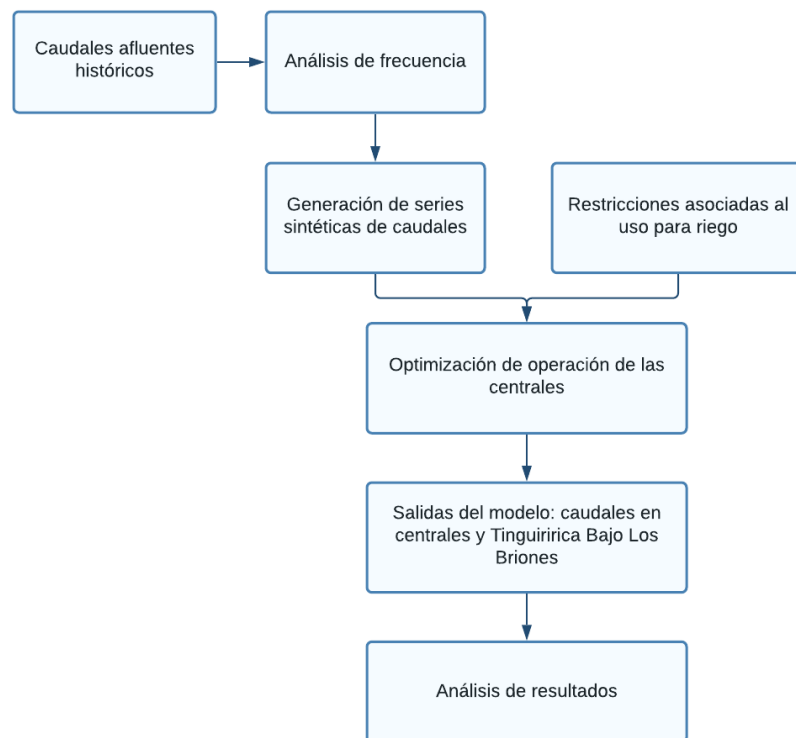 Caudales afluentes
históricos
Análisis de frecuencia
Generación de series
sintéticas de caudales
Restricciones asociadas al
uso para riego
Optimización de operación de las
centrales
Salidas del modelo: caudales en
centrales y Tinguiririca Bajo Los
Briones
Análisis de resultados